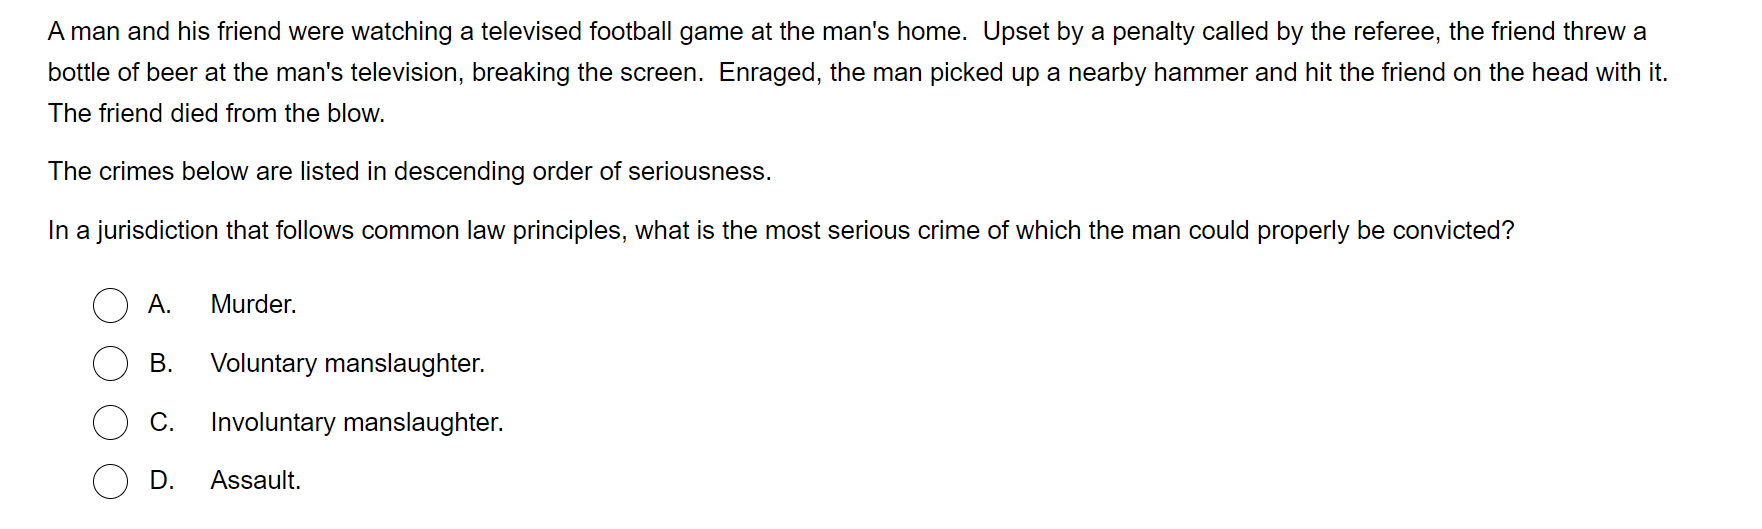 A man and his friend were watching a televised football game at the man's home.  Upset by a penalty called by the referee, the friend threw a
bottle of beer at the man's television, breaking the screen.  Enraged, the man picked up a nearby hammer and hit the friend on the head with it.
The friend died from the blow.
The crimes below are listed in descending order of seriousness.
In a jurisdiction that follows common law principles, what is the most serious crime of which the man could properly be convicted?
A. Murder.
B. Voluntary manslaughter.
C. Involuntary manslaughter.
D. Assault.